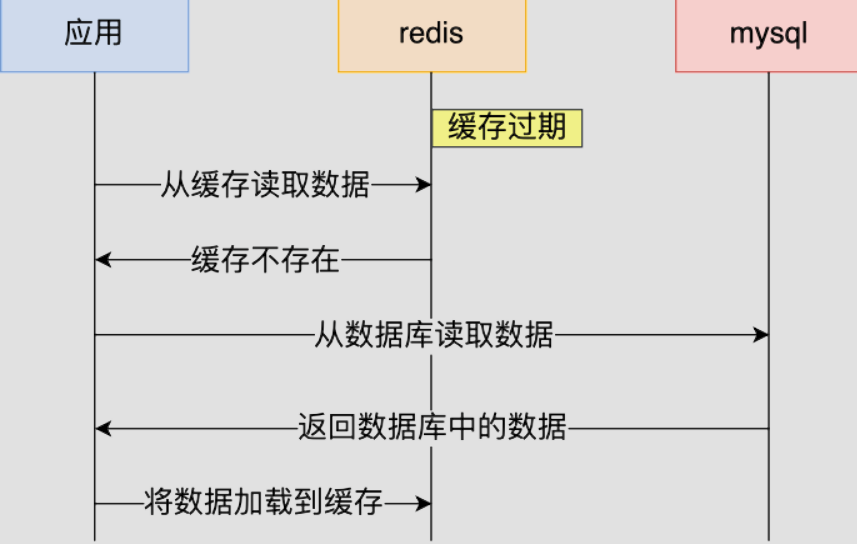 应用
redis
mysql
缓存过期
从缓存读取数据
缓存不存在
从数据库读取数据
返回数据库中的数据
将数据加载到缓存